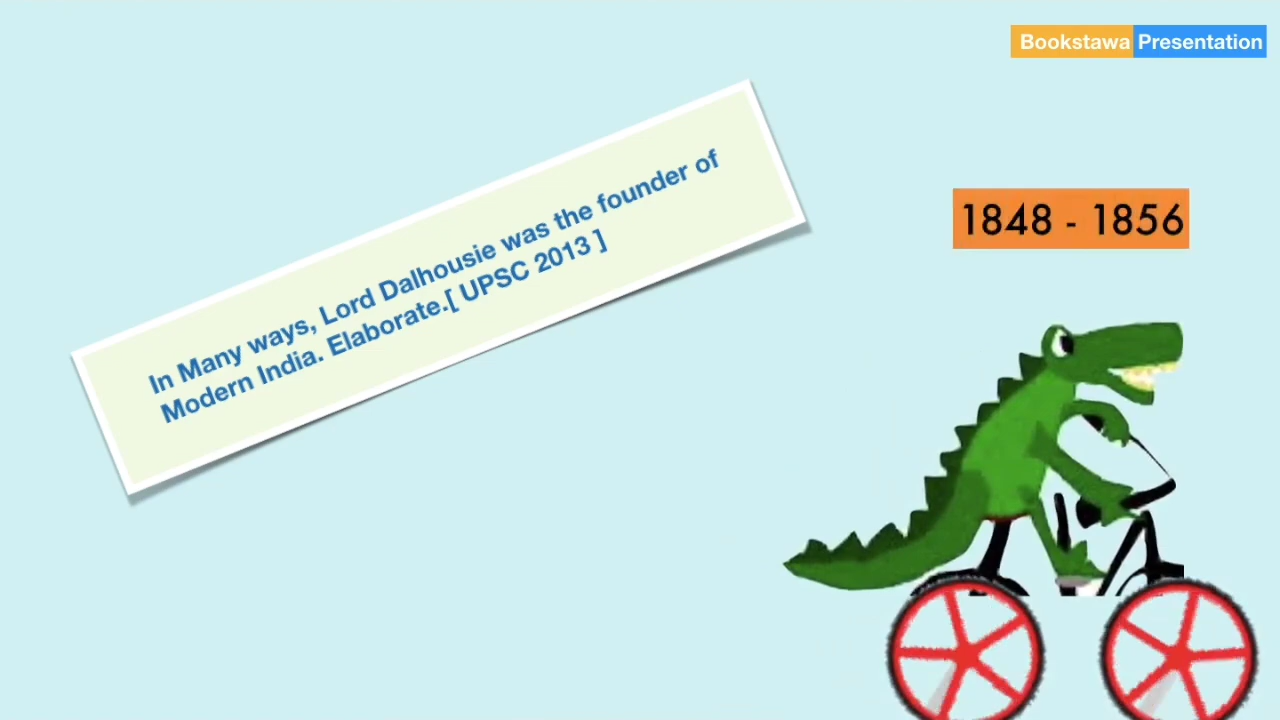 Bookstawa Presentation
In Many ways, Lord Dalhousie was the founder of
Modern India. Elaborate.[ UPSC 2013 ]
1848 - 1856